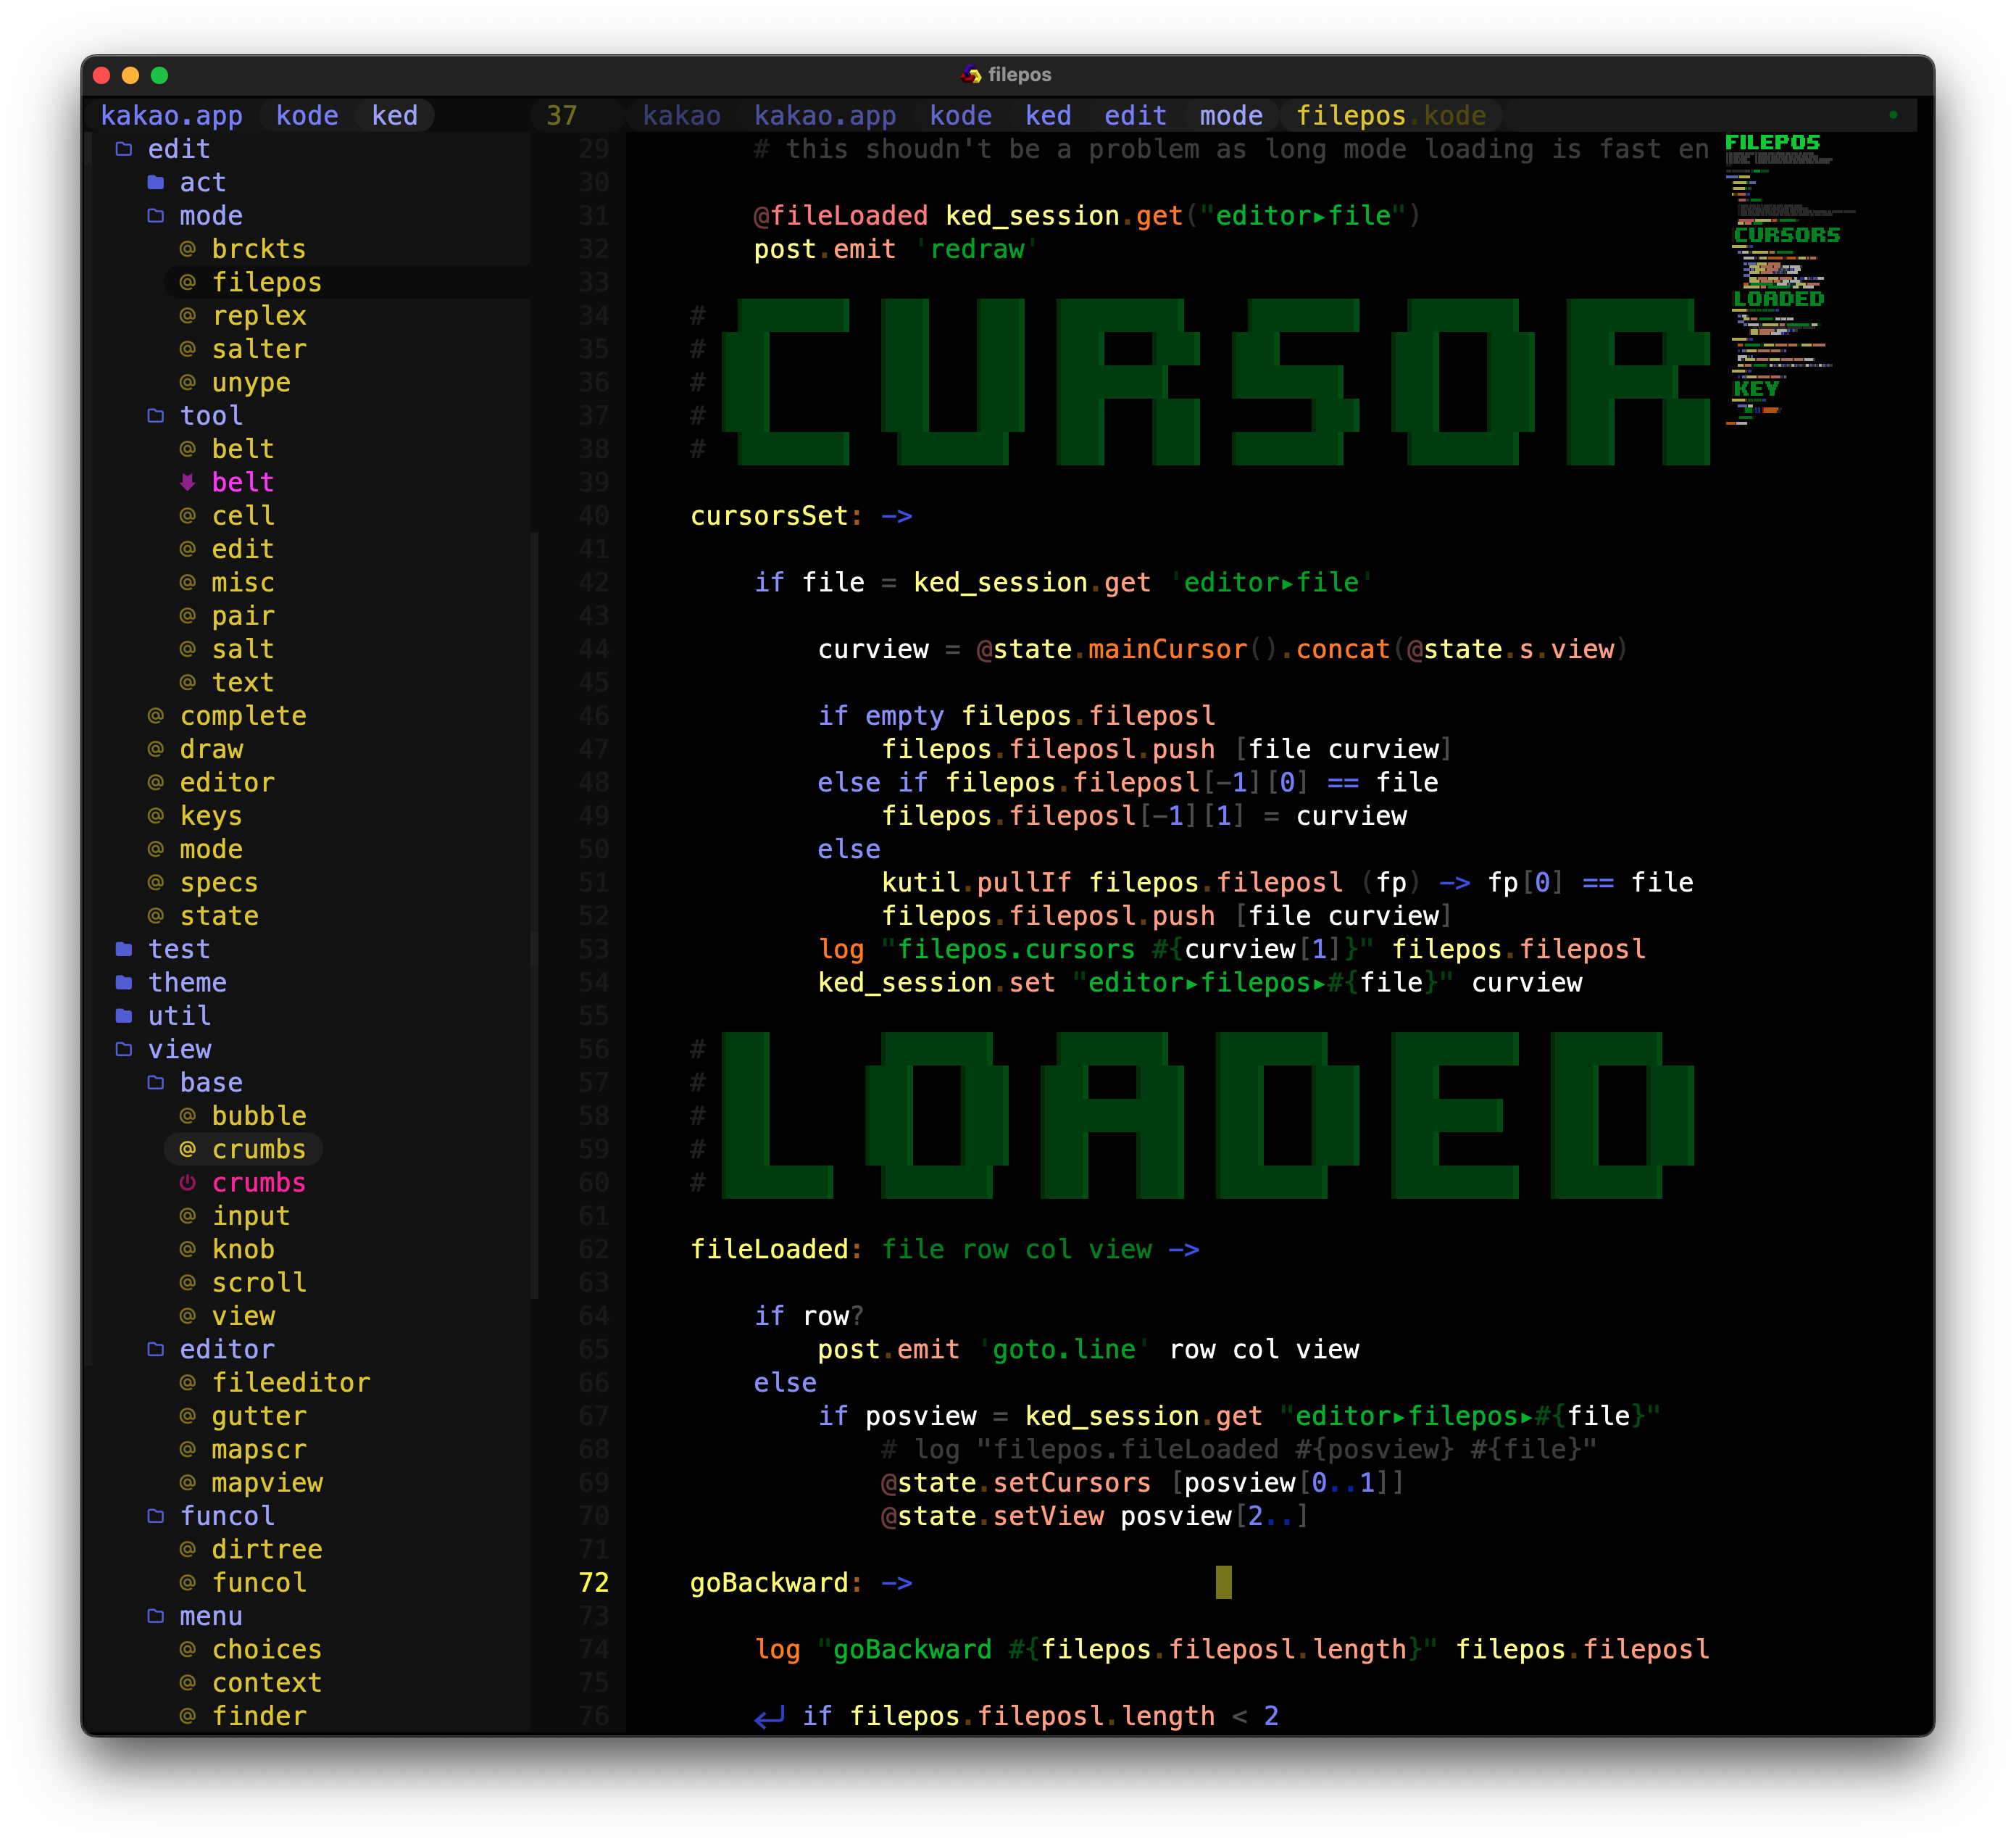 filepos
kakao.app kode ked
37 kakao kakao.app kode ked edit mode filepos.kode
edit
act
mode
@ brckts
@ filepos
@ replex
@ salter
@ unype
tool
@ belt
belt
@ cell
@ edit
@ misc
@ pair
@ salt
@ text
@ complete
@ draw
@ editor
@ keys
@ mode
@ specs
@ state
test
theme
util
view
base
@ bubble
@ crumbs
crumbs
@ input
@ knob
@ scroll
@ view
editor
@ fileeditor
@ gutter
@ mapscr
@ mapview
funcol
@ dirtree
@ funcol
menu
@ choices
@ context
@ finder
29 # this shoudn't be a problem as long mode loading is fast en
30
31 @fileLoaded ked_session.get("editor▸file")
32 post.emit 'redraw'
33
34 #
35 #
36 # CURSOR
37 #
38 #
39
40 cursorsSet: ->
41
42 if file = ked_session.get 'editor▸file'
43
44 curview = @state.mainCursor().concat(@state.s.view)
45
46 if empty filepos.fileposl
47 filepos.fileposl.push [file curview]
48 else if filepos.fileposl[-1][0] == file
49 filepos.fileposl[-1][1] = curview
50 else
51 kutil.pullIf filepos.fileposl (fp) -> fp[0] == file
52 filepos.fileposl.push [file curview]
53 log "filepos.cursors #{curview[1]}" filepos.fileposl
54 ked_session.set "editor▸filepos▸#{file}" curview
55
56 #
57 #
58 # LOADED
59 #
60 #
61
62 fileLoaded: file row col view ->
63
64 if row?
65 post.emit 'goto.line' row col view
66 else
67 if posview = ked_session.get "editor▸filepos▸#{file}"
68 # log "filepos.fileLoaded #{posview} #{file}"
69 @state.setCursors [posview[0..1]]
70 @state.setView posview[2..]
71
72 goBackward: ->
73
74 log "goBackward #{filepos.fileposl.length}" filepos.fileposl
75
76 ⮐ if filepos.fileposl.length < 2
FILEPOS
CURSORS
LOADED
KEY